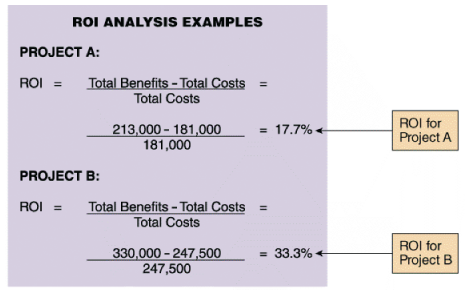 ROI ANALYSIS EXAMPLES
PROJECT A:
ROI = Total Benefits – Total Costs =
Total Costs
213,000 – 181,000 = 17.7%
181,000
ROI for
Project A
PROJECT B:
ROI = Total Benefits – Total Costs =
Total Costs
330,000 – 247,500 = 33.3%
247,500
ROI for
Project B